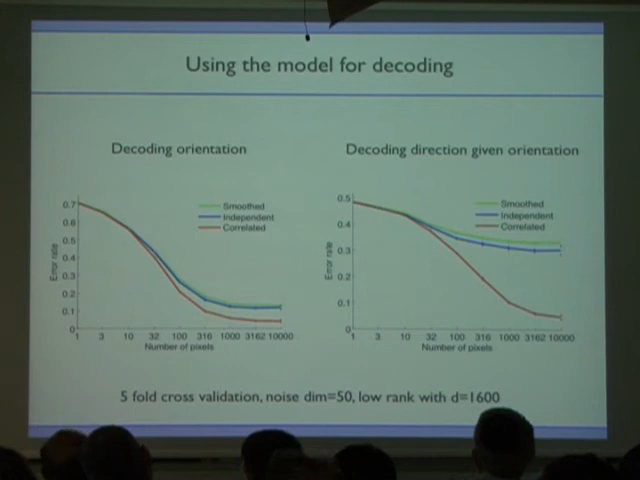 Using the model for decoding
Decoding orientation
Decoding direction given orientation
0.7
0.6
0.5
0.4
0.3
0.2
0.1
0
Error rate
Smoothed
Independent
Correlated
1 3 10 32 100 316 1000 3162 10000
Number of pixels
0.5
0.4
0.3
0.2
0.1
0
Error rate
Smoothed
Independent
Correlated
1 3 10 32 100 316 1000 3162 10000
Number of pixels
5 fold cross validation, noise dim=50, low rank with d=1600